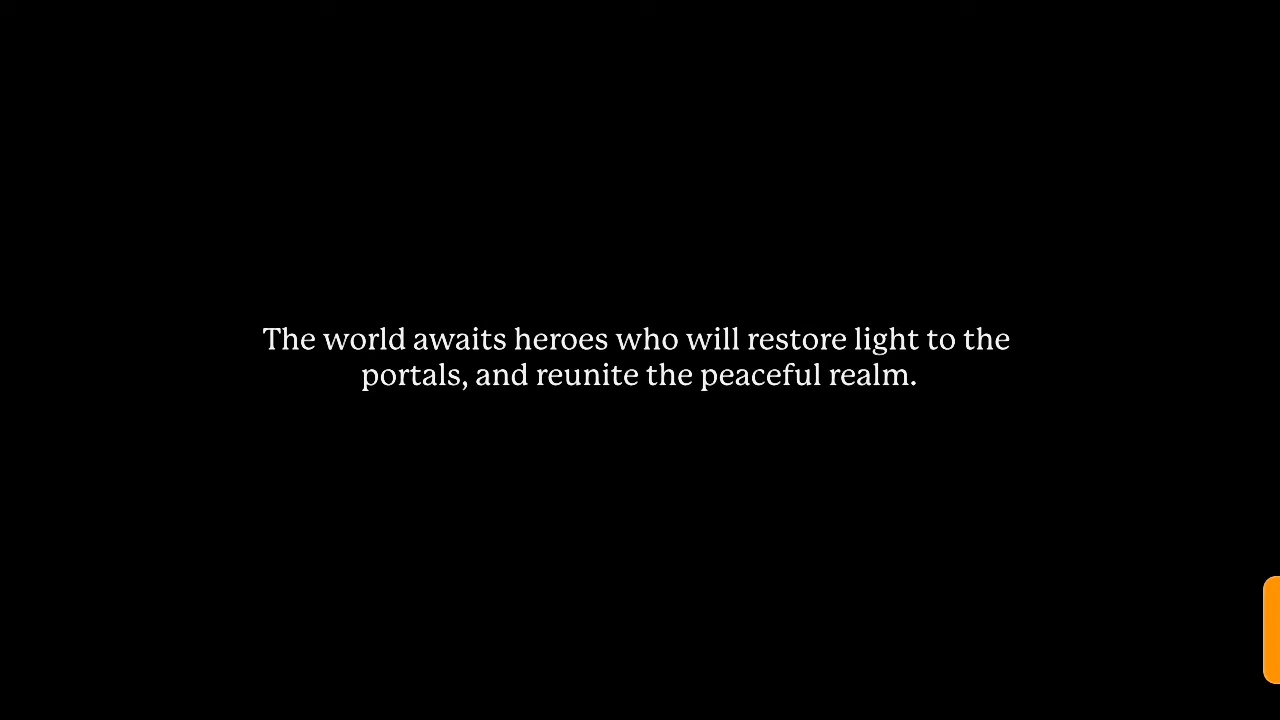 The world awaits heroes who will restore light to the
portals, and reunite the peaceful realm.